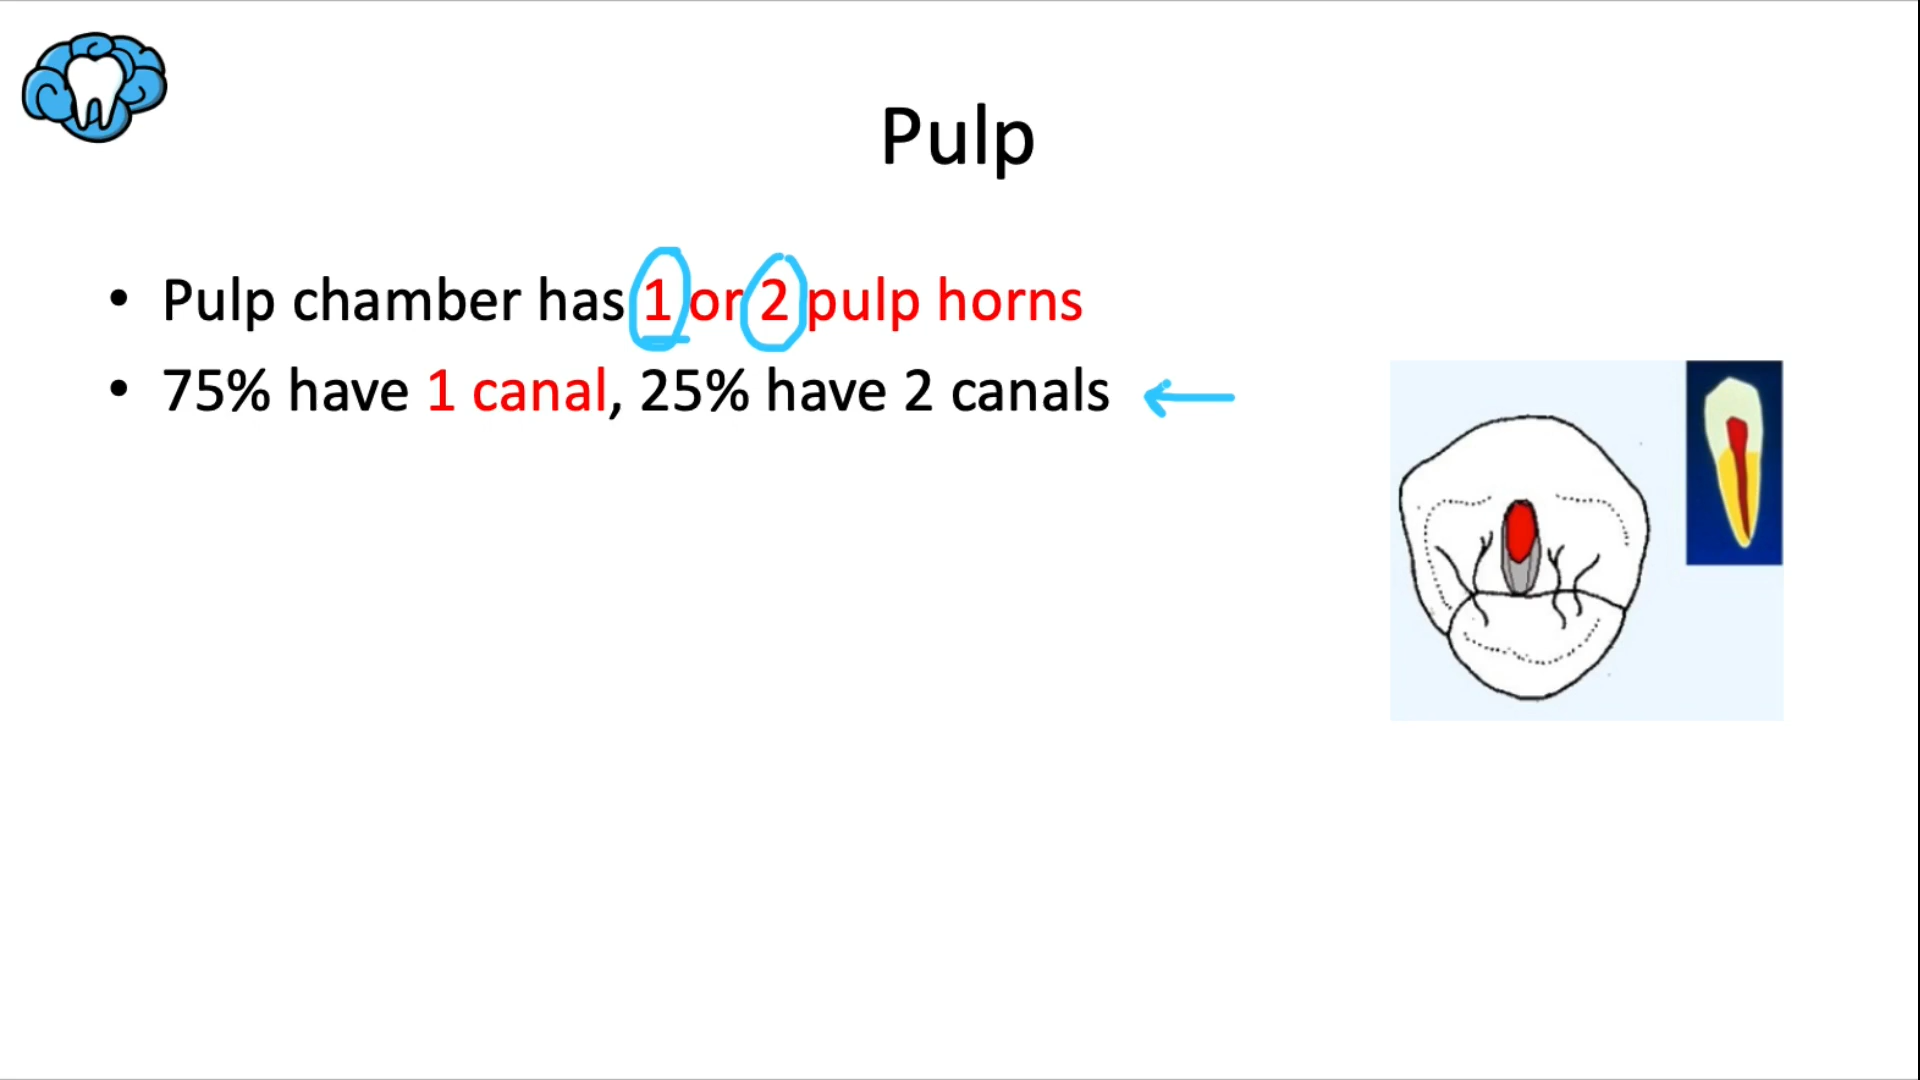 Pulp
• Pulp chamber has 1 or 2 pulp horns
• 75% have 1 canal, 25% have 2 canals